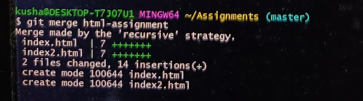 kusha@DESKTOP-T7J07U1 MINGW64 ~/Assignments (master)
$ git merge html-assignment
Merge made by the 'recursive' strategy.
index.html | 7 +++++++
index2.html | 7 +++++++
2 files changed, 14 insertions(+)
create mode 100644 index.html
create mode 100644 index2.html